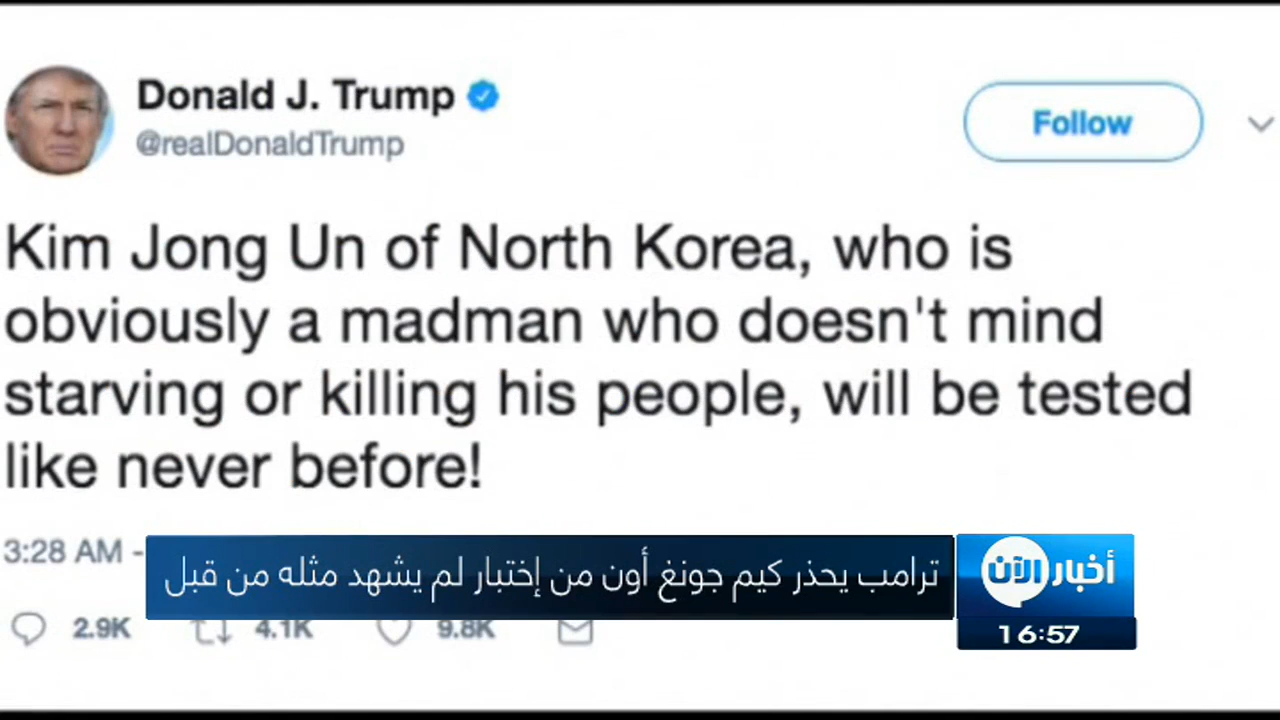 Donald J. Trump
@realDonaldTrump
Follow
Kim Jong Un of North Korea, who is
obviously a madman who doesn't mind
starving or killing his people, will be tested
like never before!
3:28 AM -
ترامب يحذر كيم جونغ أون من إختبار لم يشهد مثله من قبل
أخبار الآن
16:57
2.9K
4.1K
9.8K